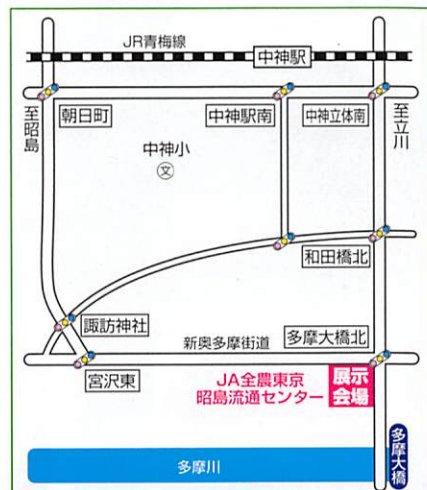 JR青梅線
中神駅
至昭島
朝日町
中神駅南
中神立体南
至立川
中神小
文
和田橋北
諏訪神社
新奥多摩街道
多摩大橋北
宮沢東
JA全農東京
昭島流通センター
展示
会場
多摩川
多摩大橋